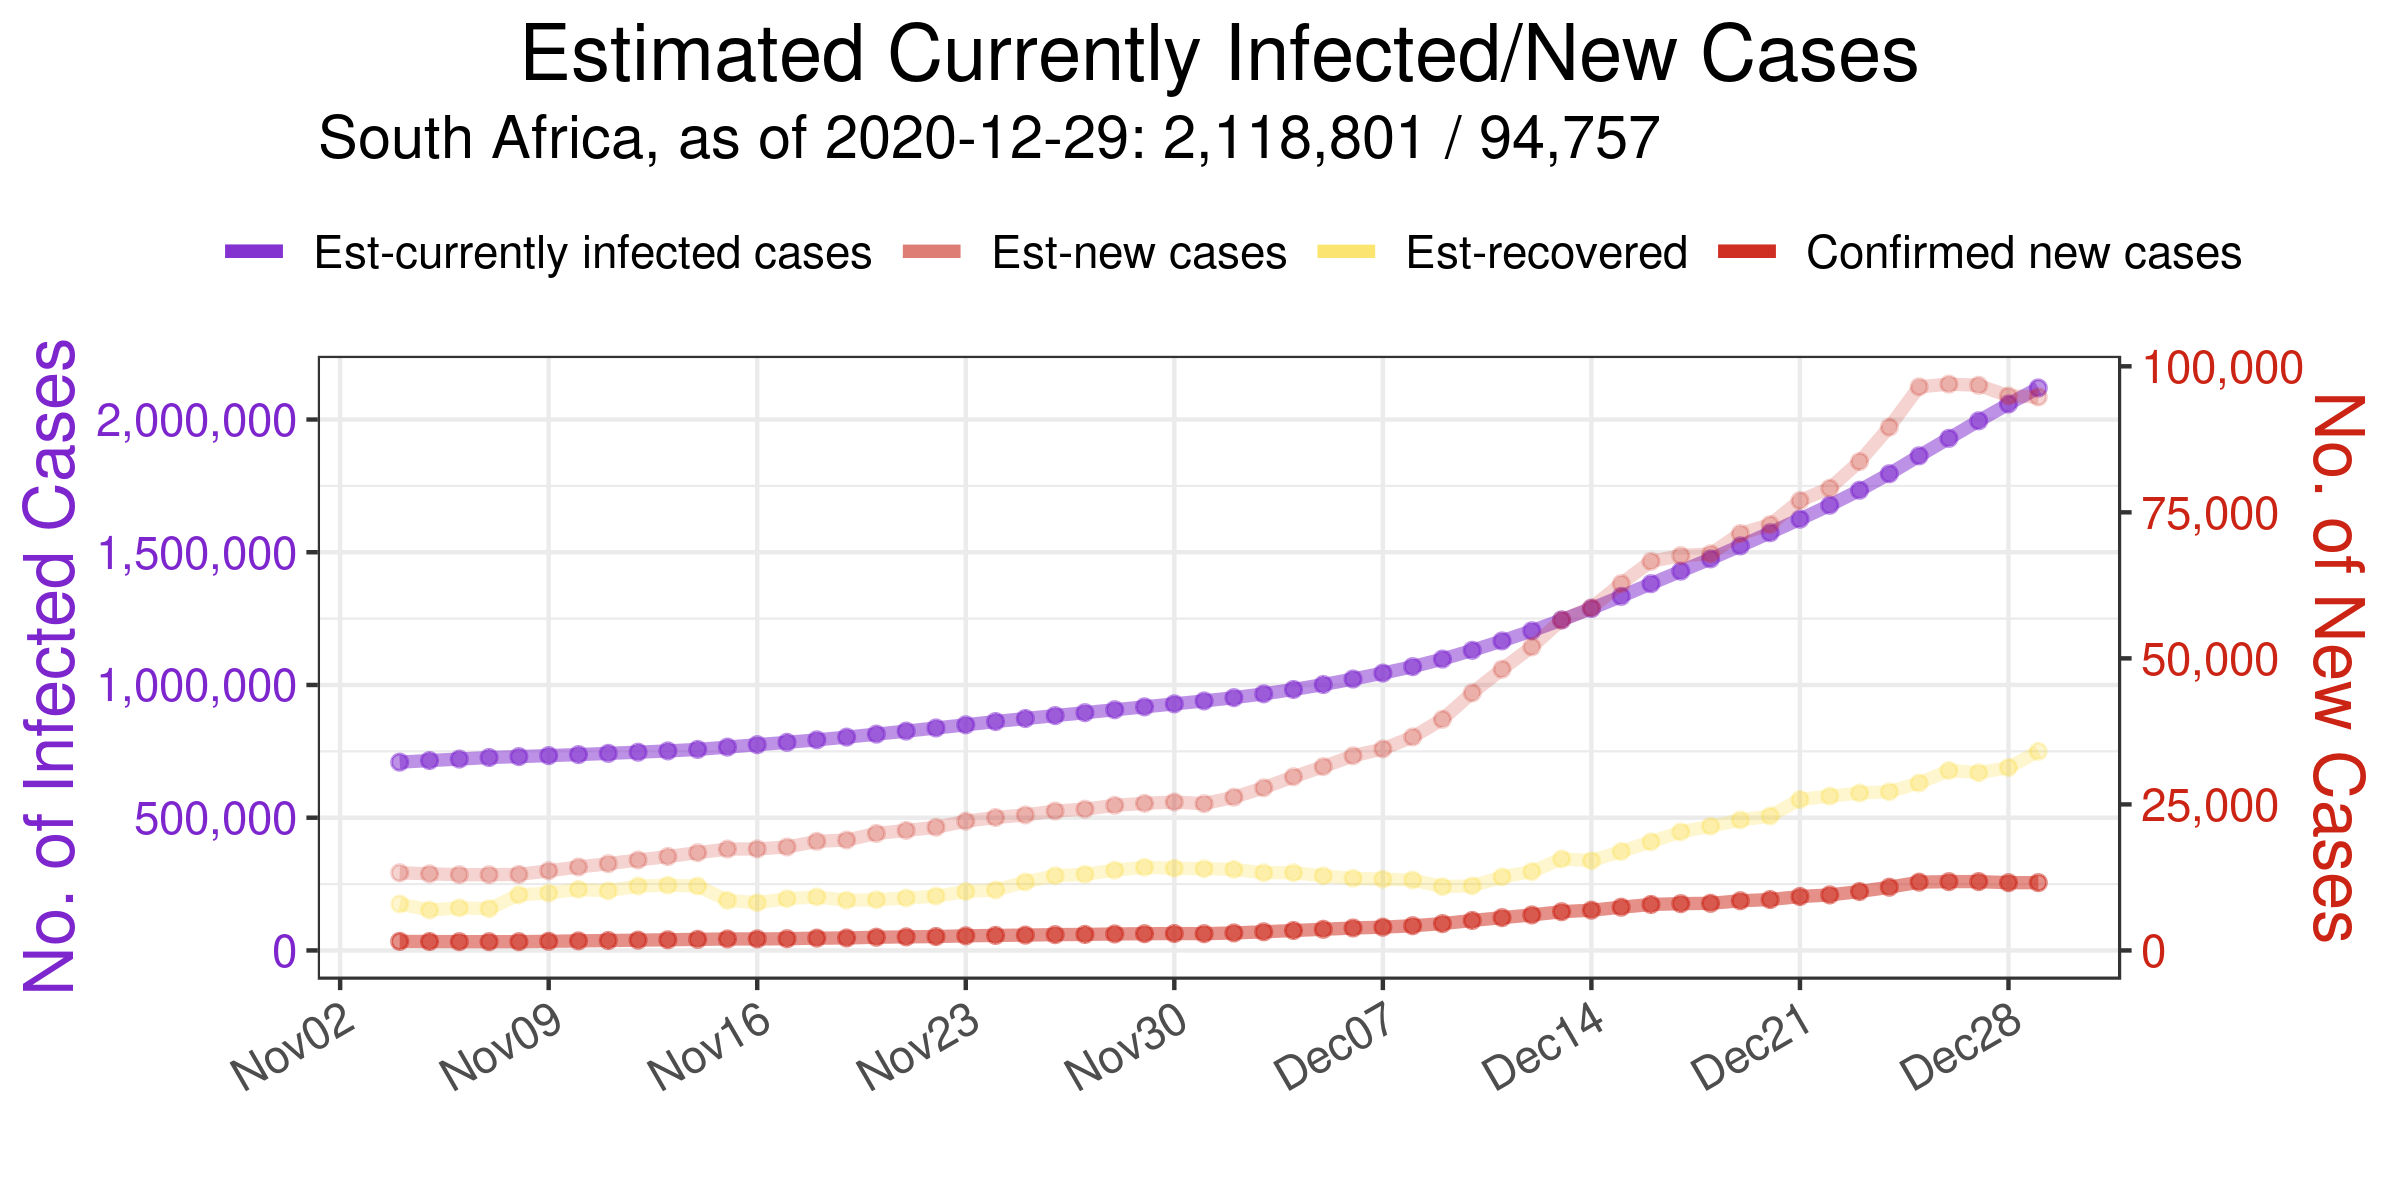 Estimated Currently Infected/New Cases
South Africa, as of 2020-12-29: 2,118,801 / 94,757
Est-currently infected cases Est-new cases Est-recovered Confirmed new cases
No. of Infected Cases
2,000,000
1,500,000
1,000,000
500,000
0
100,000
75,000
50,000
25,000
0
No. of New Cases
Nov02 Nov09 Nov16 Nov23 Nov30 Dec07 Dec14 Dec21 Dec28